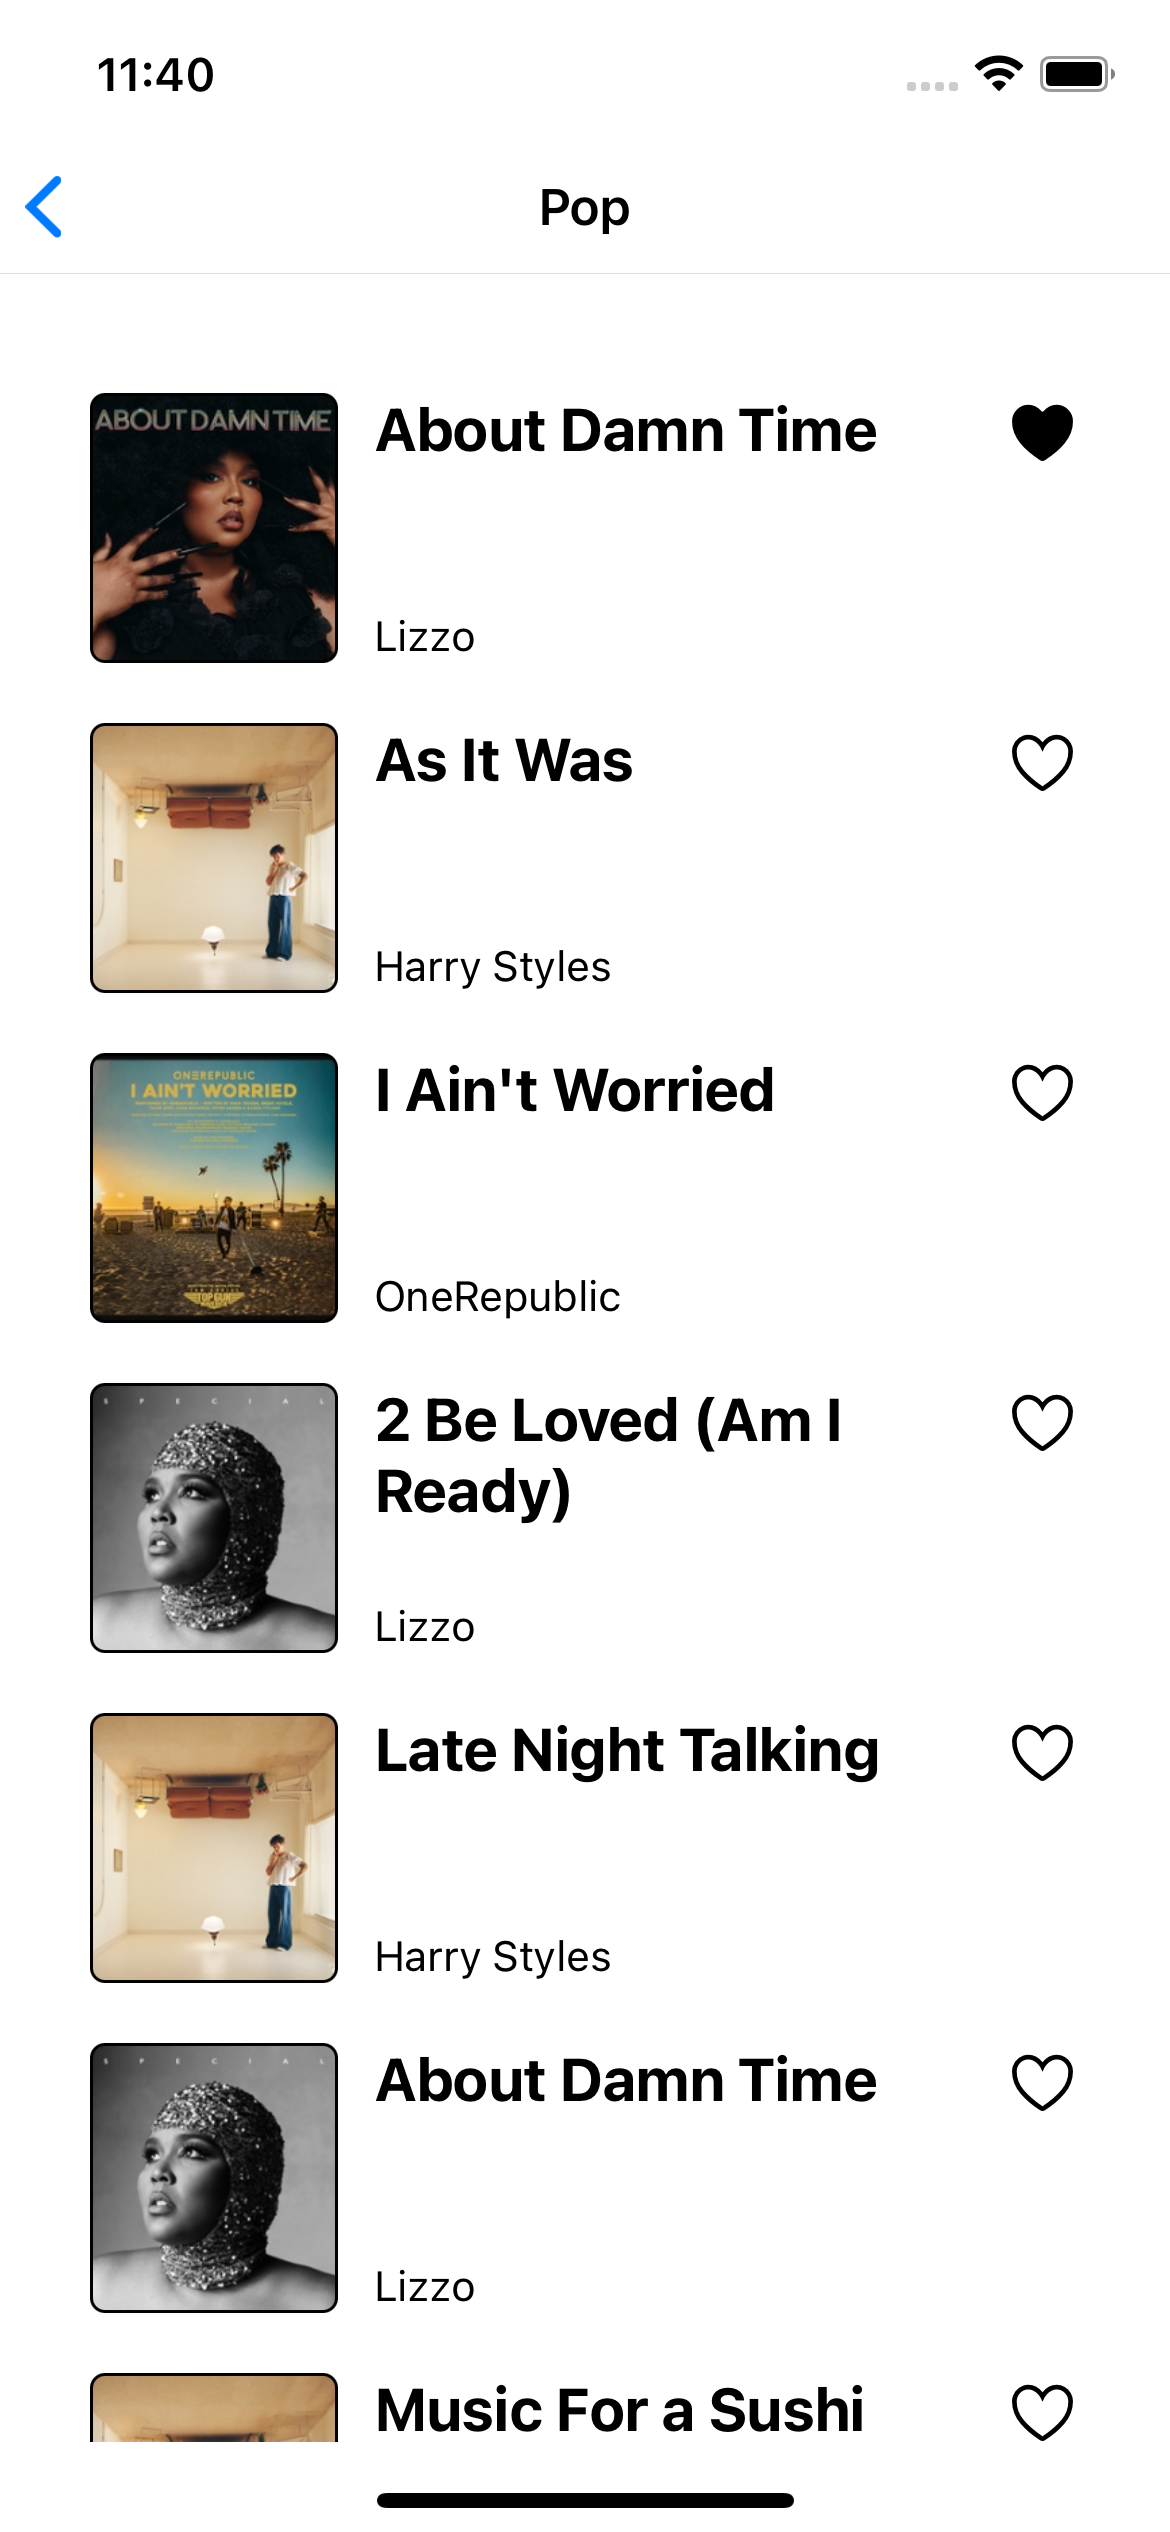 11:40
Pop
ABOUT DAMN TIME
About Damn Time
Lizzo
As It Was
Harry Styles
ONEREPUBLIC
I AIN'T WORRIED
TOP GUN
I Ain't Worried
OneRepublic
S P E C I A L
2 Be Loved (Am I
Ready)
Lizzo
Late Night Talking
Harry Styles
S P E C I A L
About Damn Time
Lizzo
Music For a Sushi